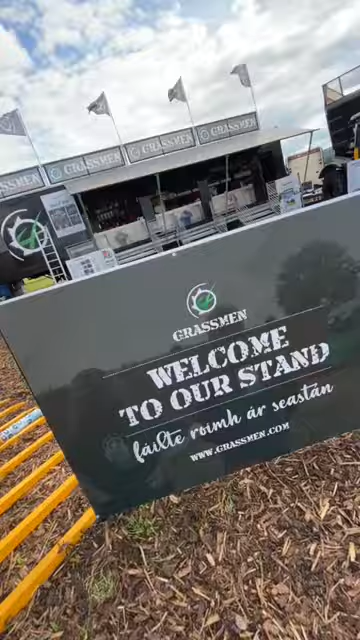 GRASSMEN
GRASSMEN
GRASSMEN
GRASSMEN
GRASSMEN
WELCOME
TO OUR STAND
fáilte roimh ár seastán
WWW.GRASSMEN.COM